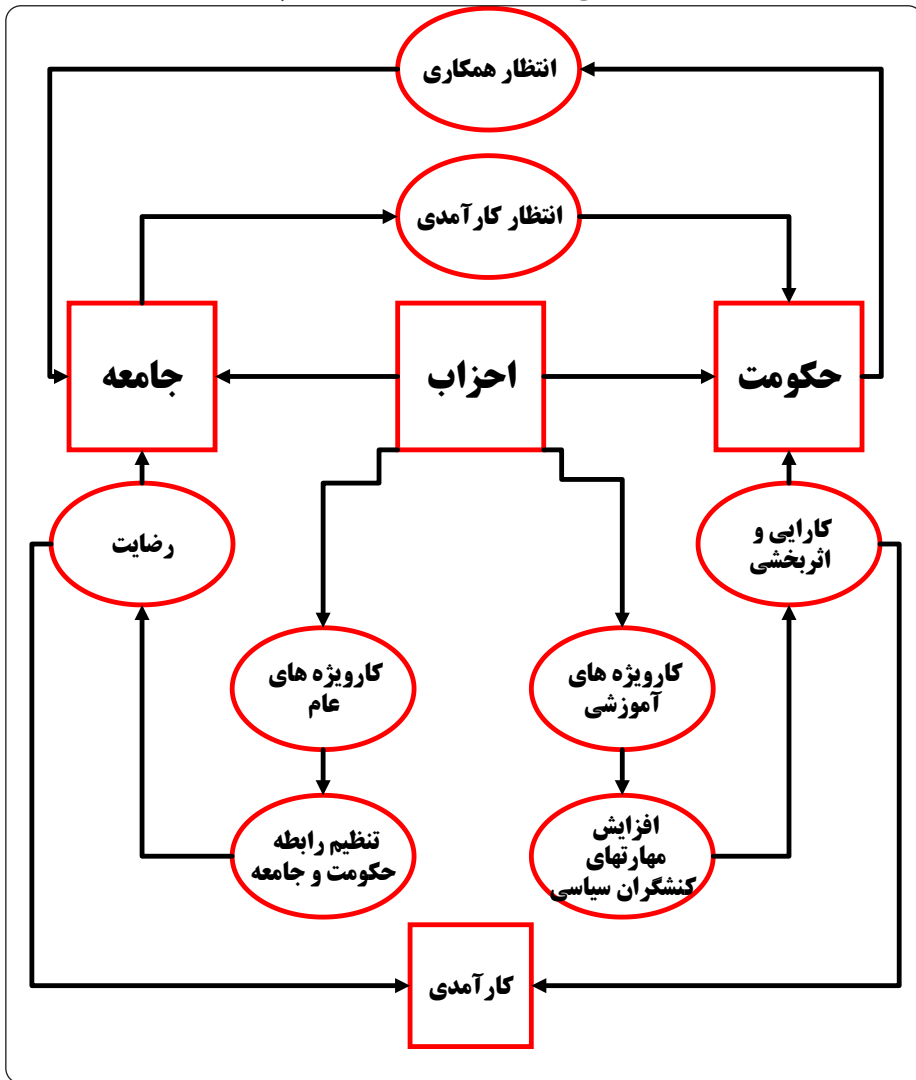 انتظار همکاری
انتظار کارآمدی
حکومت
احزاب
جامعه
کارایی و
اثربخشی
رضایت
کارویژه های
آموزشی
کارویژه های
عام
افزایش
مهارتهای
کنشگران سیاسی
تنظیم رابطه
حکومت و جامعه
کارآمدی